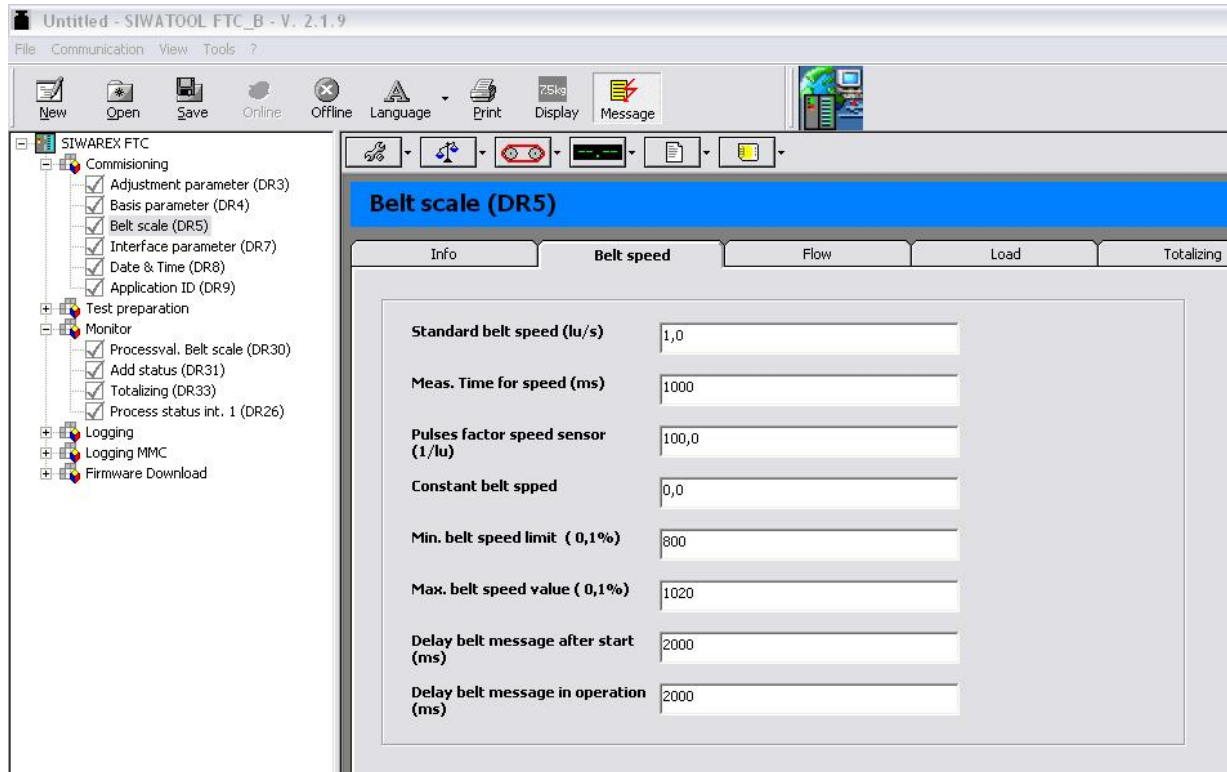 Untitled - SIWATOOL FTC_B - V. 2.1.9
File Communication View Tools ?
New Open Save Online Offline Language Print Display Message
75kg
SIWAREX FTC
Commisioning
Adjustment parameter (DR3)
Basis parameter (DR4)
Belt scale (DR5)
Interface parameter (DR7)
Date & Time (DR8)
Application ID (DR9)
Test preparation
Monitor
Processval. Belt scale (DR30)
Add status (DR31)
Totalizing (DR33)
Process status int. 1 (DR26)
Logging
Logging MMC
Firmware Download
--.--
Belt scale (DR5)
Info Belt speed Flow Load Totalizing
Standard belt speed (lu/s) 1,0
Meas. Time for speed (ms) 1000
Pulses factor speed sensor
(1/lu) 100,0
Constant belt spped 0,0
Min. belt speed limit ( 0,1%) 800
Max. belt speed value ( 0,1%) 1020
Delay belt message after start
(ms) 2000
Delay belt message in operation
(ms) 2000